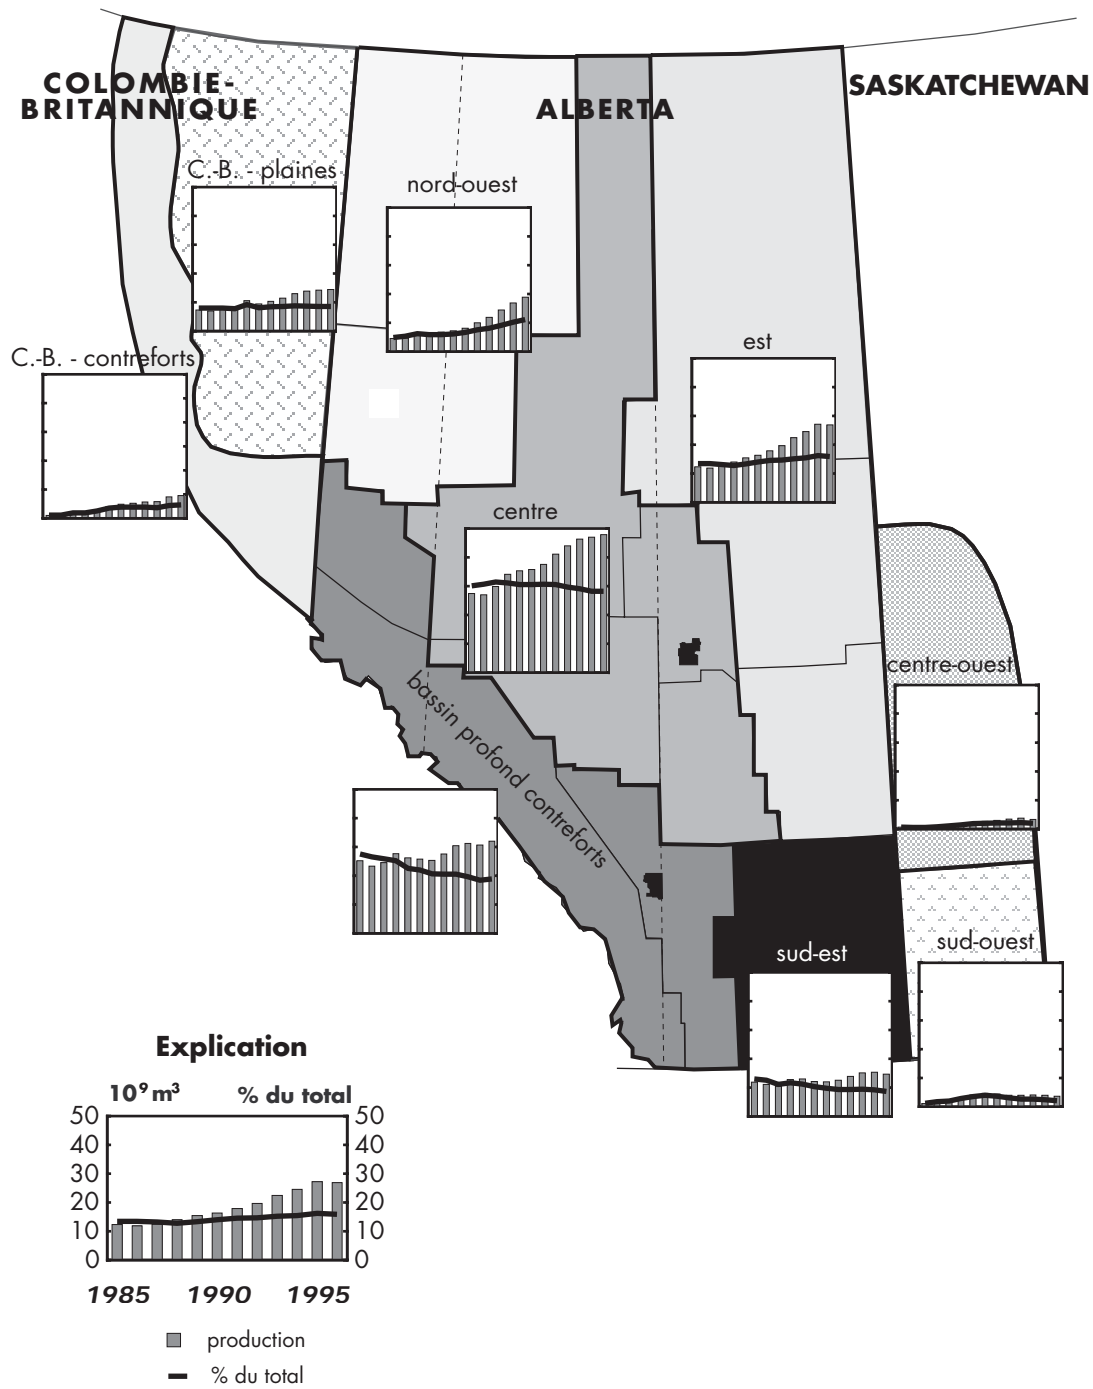 COLOMBIE-
BRITANNIQUE
ALBERTA
SASKATCHEWAN
C.-B. - plaines
nord-ouest
C.-B. - contreforts
est
centre
centre-ouest
bassin profond contreforts
sud-est
sud-ouest
Explication
10⁹ m³ % du total
50 50
40 40
30 30
20 20
10 10
0 0
1985 1990 1995
production
% du total